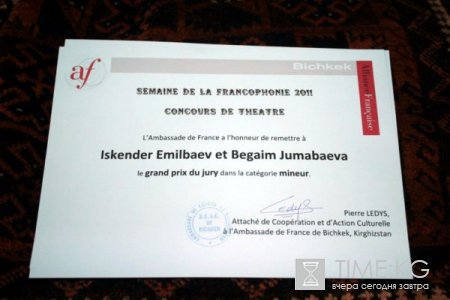 af
Bichkek
Alliance Française
SEMAINE DE LA FRANCOPHONIE 2011
CONCOURS DE THEATRE
L'Ambassade de France a l'honneur de remettre à
Iskender Emilbaev et Begaim Jumabaeva
le grand prix du jury dans la catégorie mineur.
Pierre LEDYS,
Attaché de Coopération et d'Action Culturelle
à l'Ambassade de France de Bichkek, Kirghizstan
TIME-KG
вчера сегодня завтра